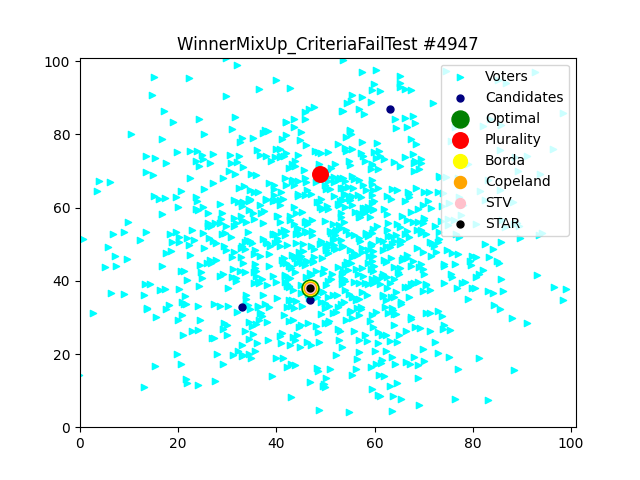 WinnerMixUp_CriteriaFailTest #4947
100
80
60
40
20
0
0
20
40
60
80
100
Voters
Candidates
Optimal
Plurality
Borda
Copeland
STV
STAR